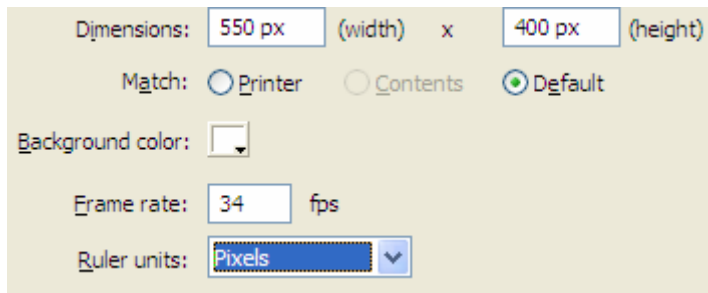 Dimensions: 550 px (width) x 400 px (height)
Match: Printer Contents Default
Background color:
Frame rate: 34 fps
Ruler units: Pixels